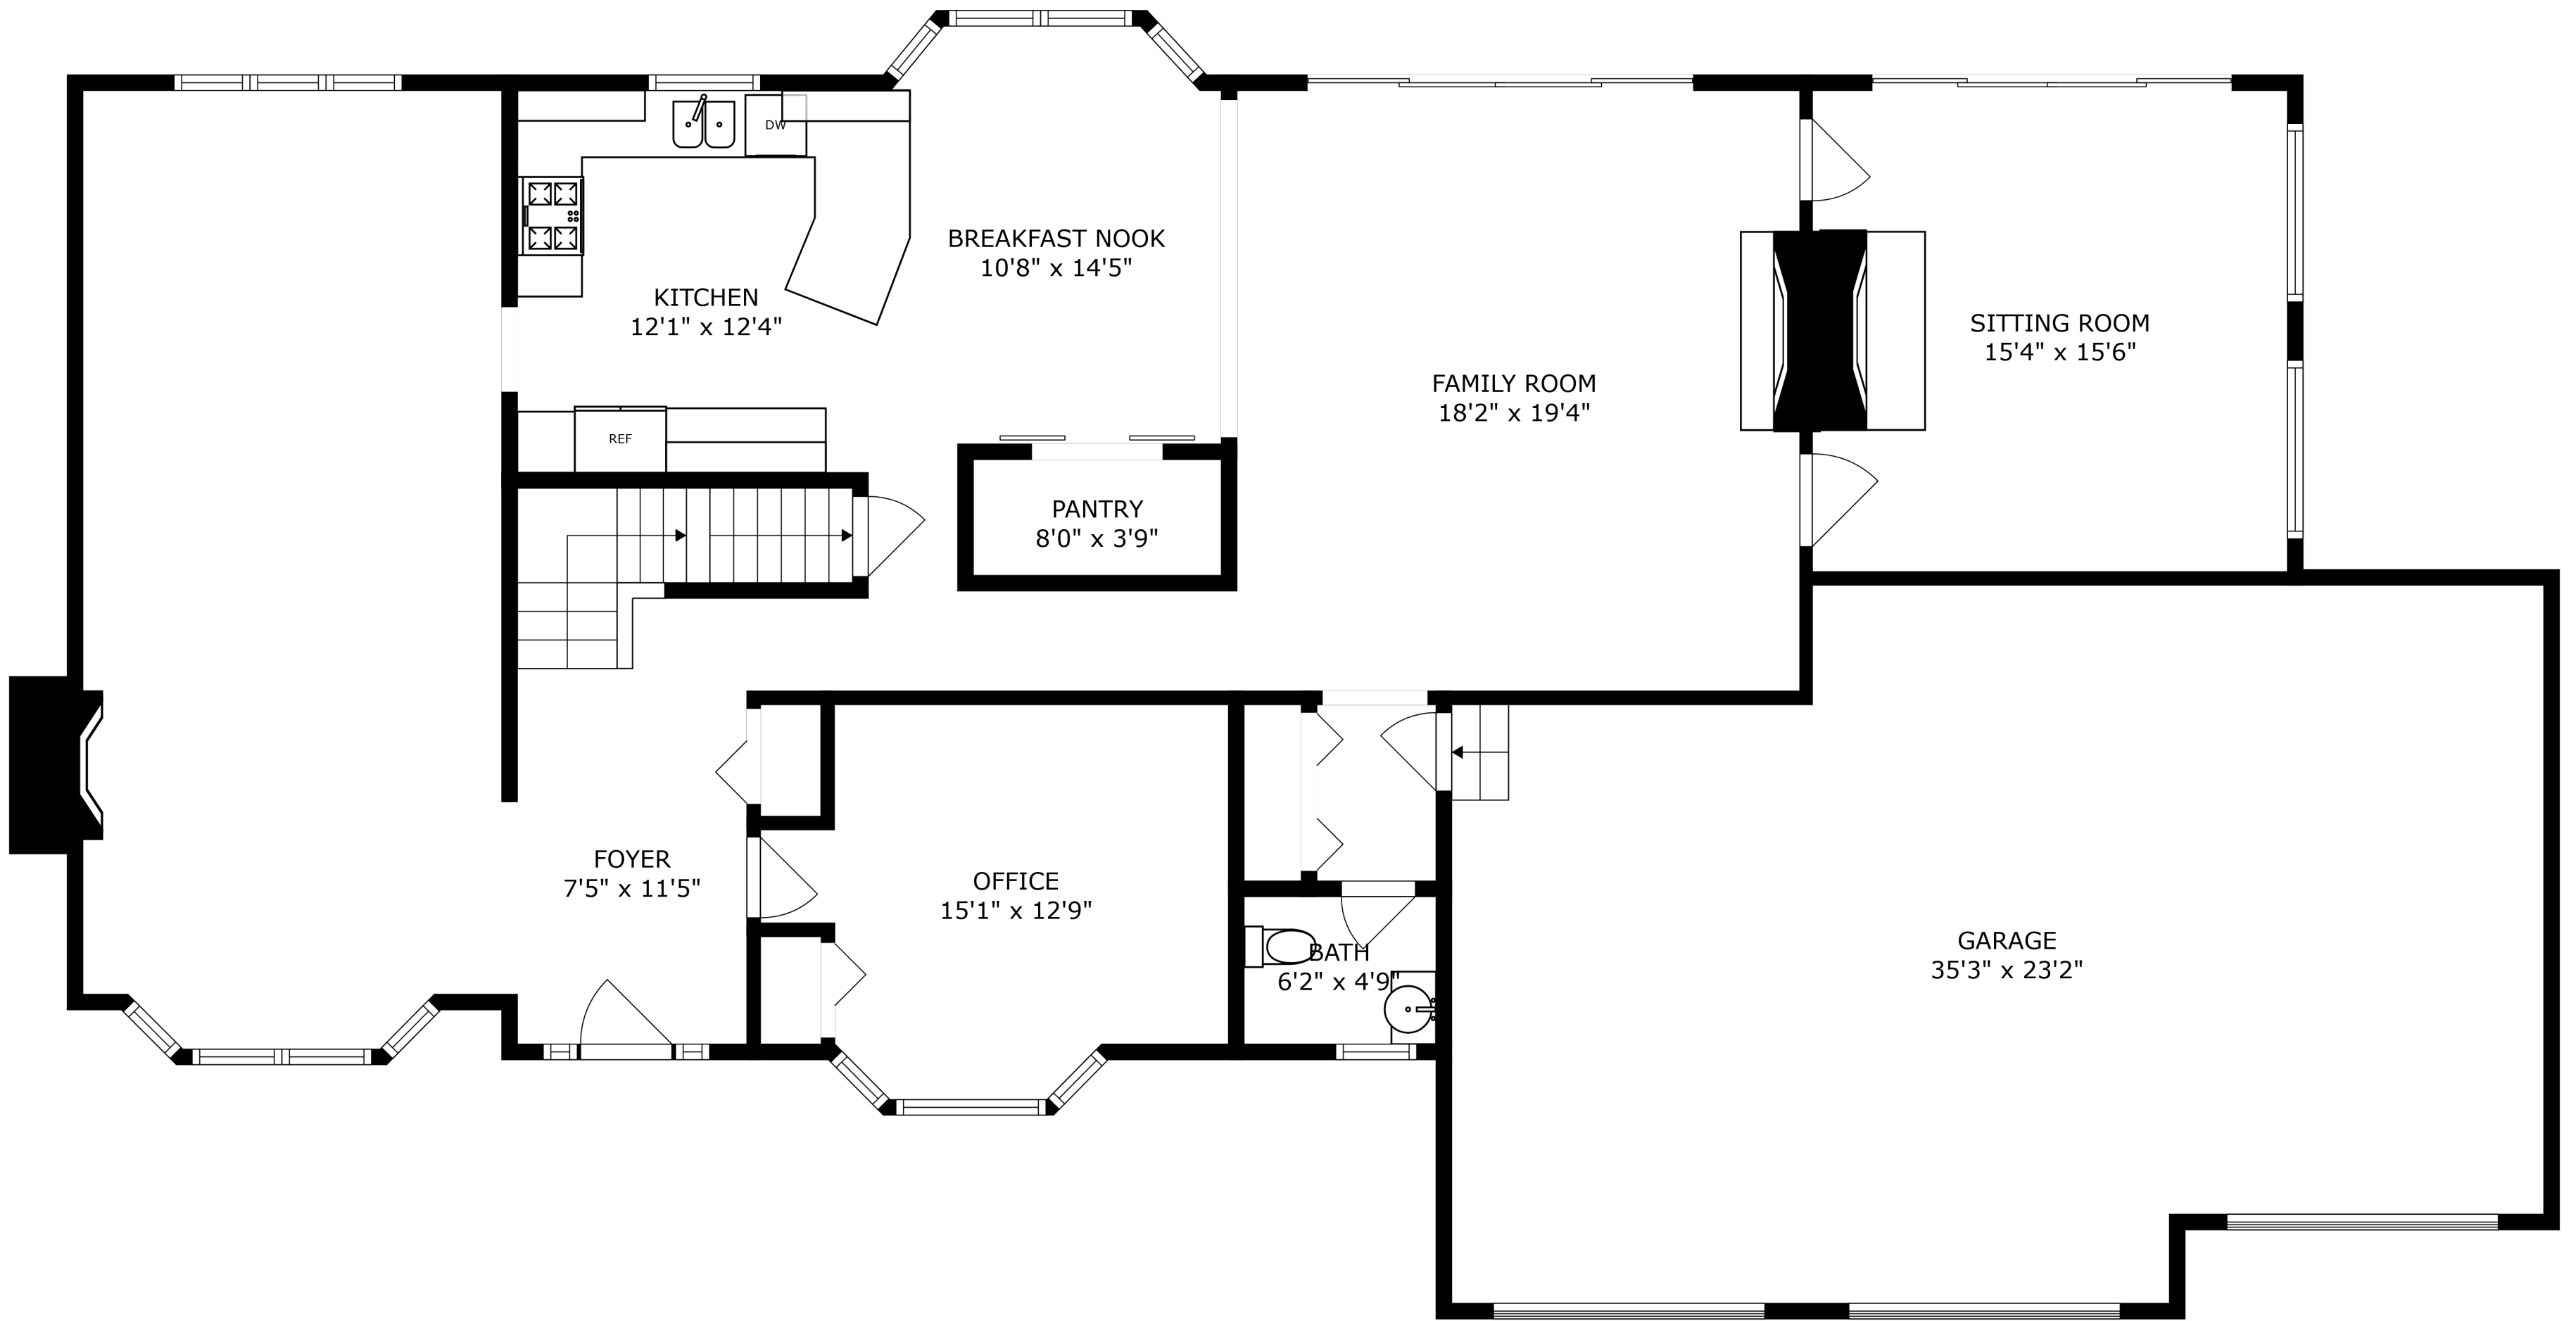 DW
BREAKFAST NOOK
10'8" x 14'5"
KITCHEN
12'1" x 12'4"
SITTING ROOM
15'4" x 15'6"
FAMILY ROOM
18'2" x 19'4"
REF
PANTRY
8'0" x 3'9"
FOYER
7'5" x 11'5"
OFFICE
15'1" x 12'9"
BATH
6'2" x 4'9"
GARAGE
35'3" x 23'2"